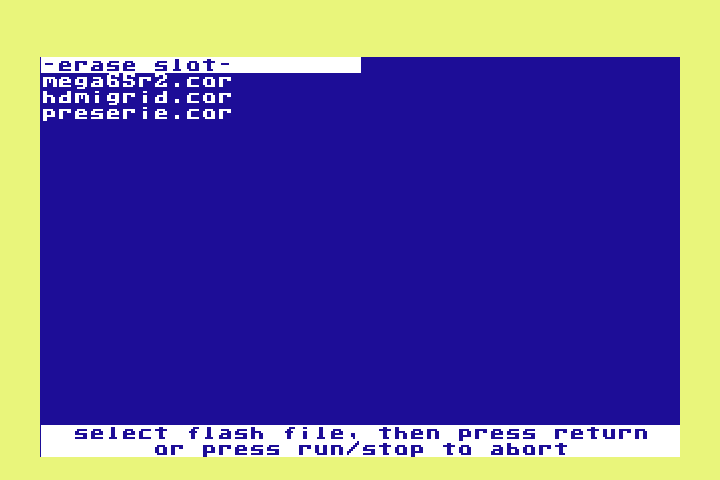 -erase slot-
mega65r2.cor
hdmigrid.cor
preserie.cor
select flash file, then press return
or press run/stop to abort